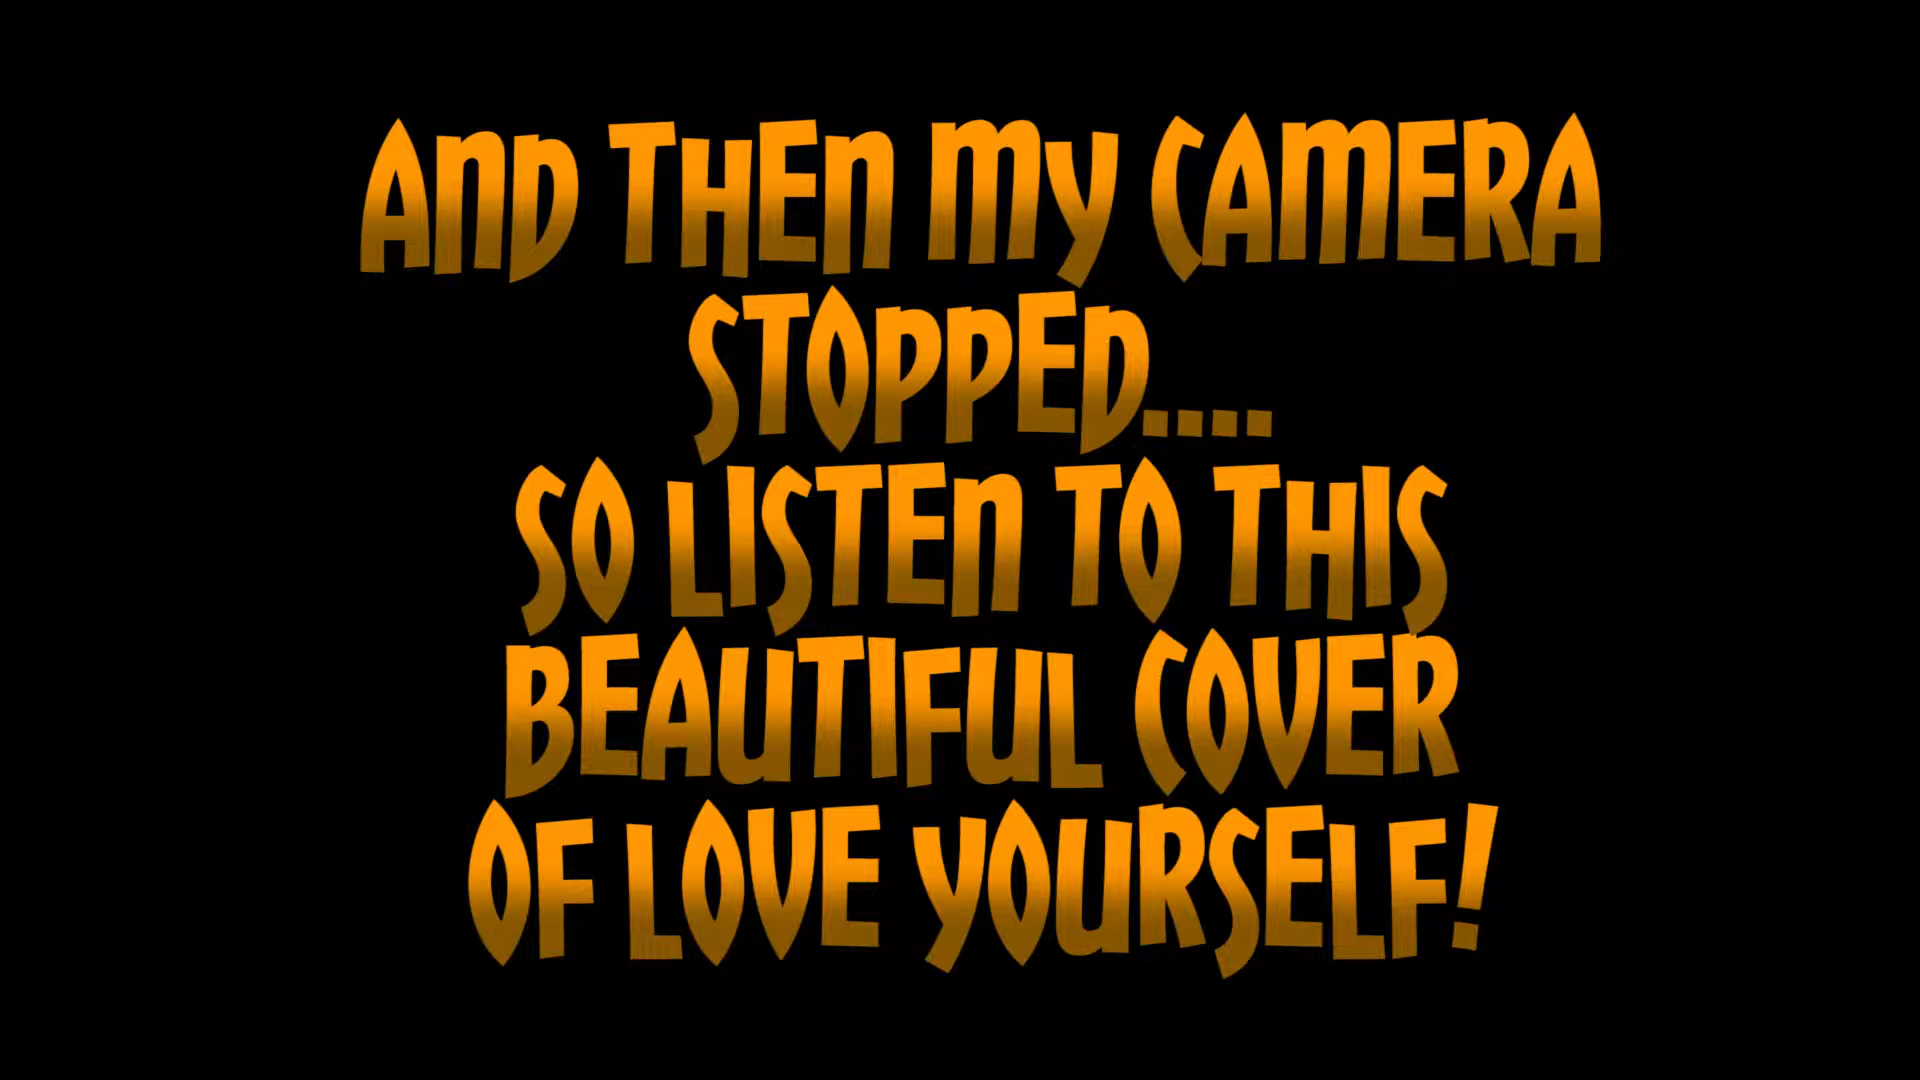 AND THEN MY CAMERA
STOPPED....
SO LISTEN TO THIS
BEAUTIFUL COVER
OF LOVE YOURSELF!